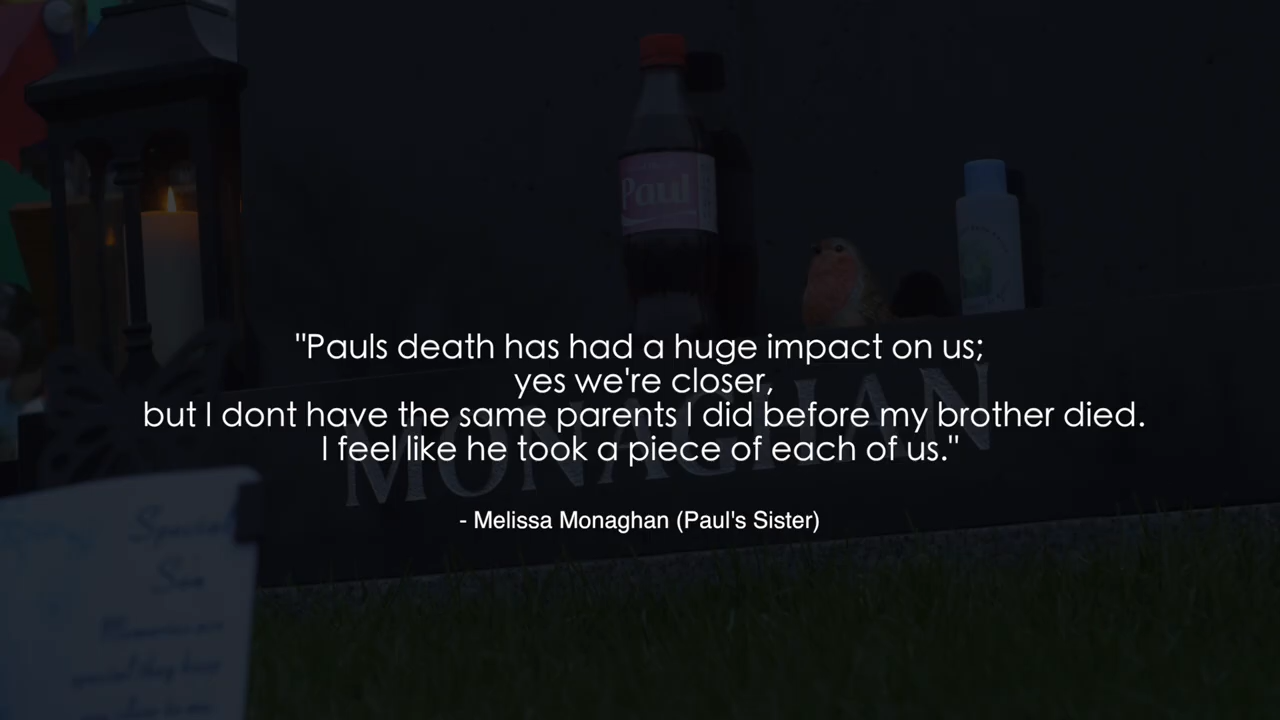 Paul
"Pauls death has had a huge impact on us;
yes we're closer,
but I dont have the same parents I did before my brother died.
I feel like he took a piece of each of us."
MONAGHAN
- Melissa Monaghan (Paul's Sister)
Special
Son